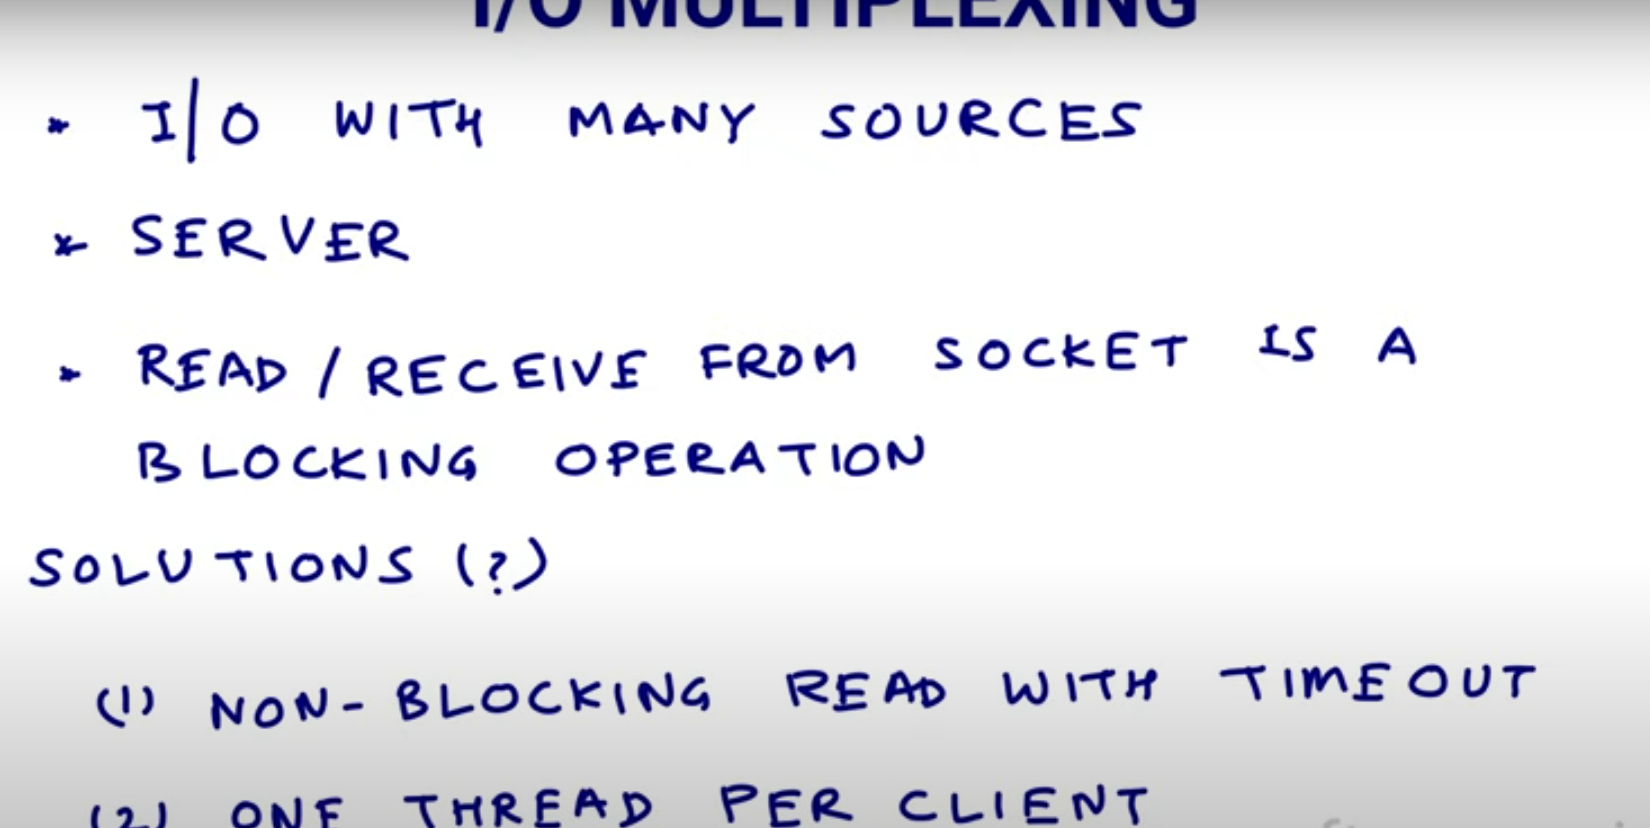 I/O MULTIPLEXING
* I/O WITH MANY SOURCES
* SERVER
* READ / RECEIVE FROM SOCKET IS A
BLOCKING OPERATION
SOLUTIONS (?)
(1) NON-BLOCKING READ WITH TIMEOUT
(2) ONE THREAD PER CLIENT